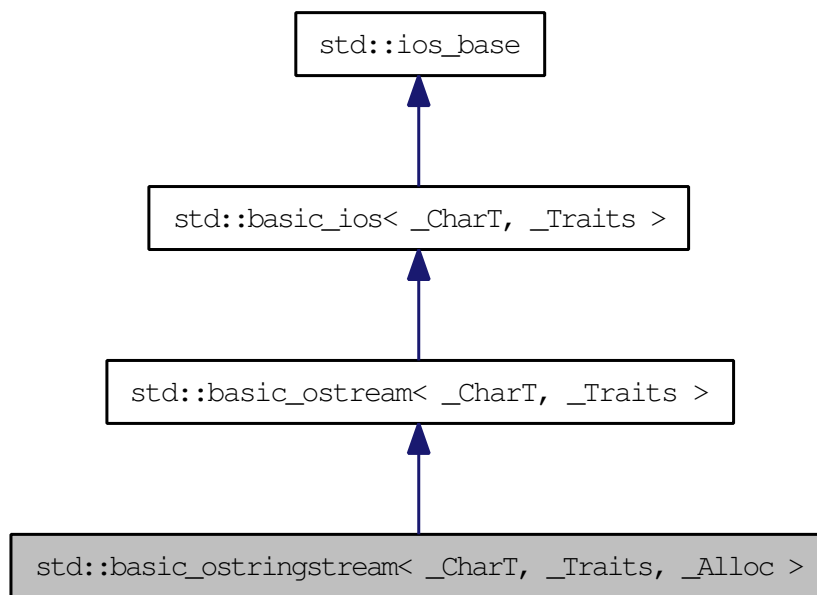 std::ios_base
std::basic_ios< _CharT, _Traits >
std::basic_ostream< _CharT, _Traits >
std::basic_ostringstream< _CharT, _Traits, _Alloc >